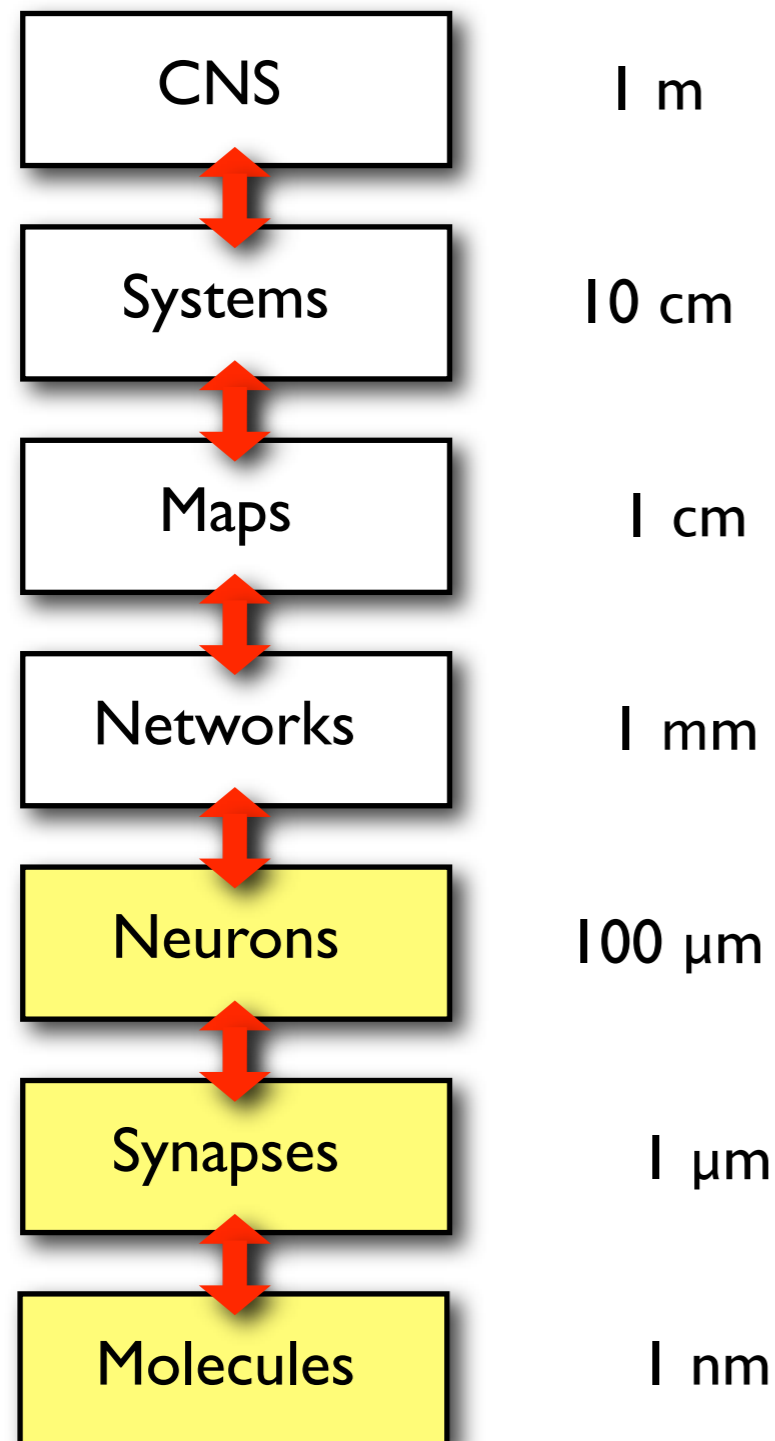 CNS 1 m
Systems 10 cm
Maps 1 cm
Networks 1 mm
Neurons 100 µm
Synapses 1 µm
Molecules 1 nm